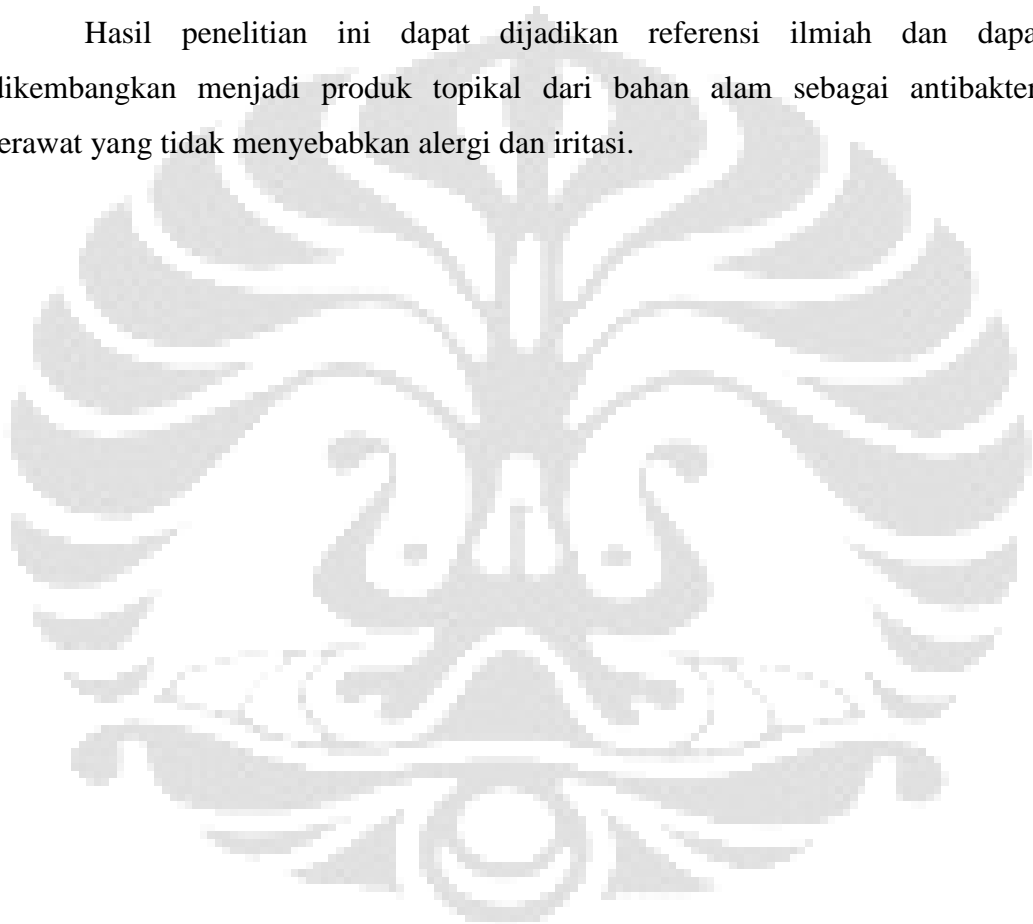 Hasil penelitian ini dapat dijadikan referensi ilmiah dan dapa
dikembangkan menjadi produk topikal dari bahan alam sebagai antibakter
erawat yang tidak menyebabkan alergi dan iritasi.